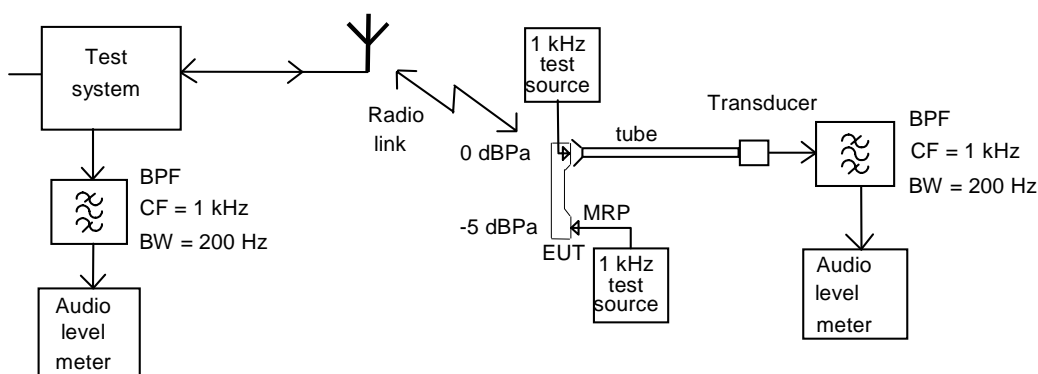 Test
system
BPF
CF = 1 kHz
BW = 200 Hz
Audio
level
meter
Radio
link
1 kHz
test
source
0 dBPa
tube
Transducer
BPF
CF = 1 kHz
BW = 200 Hz
-5 dBPa
MRP
EUT
1 kHz
test
source
Audio
level
meter